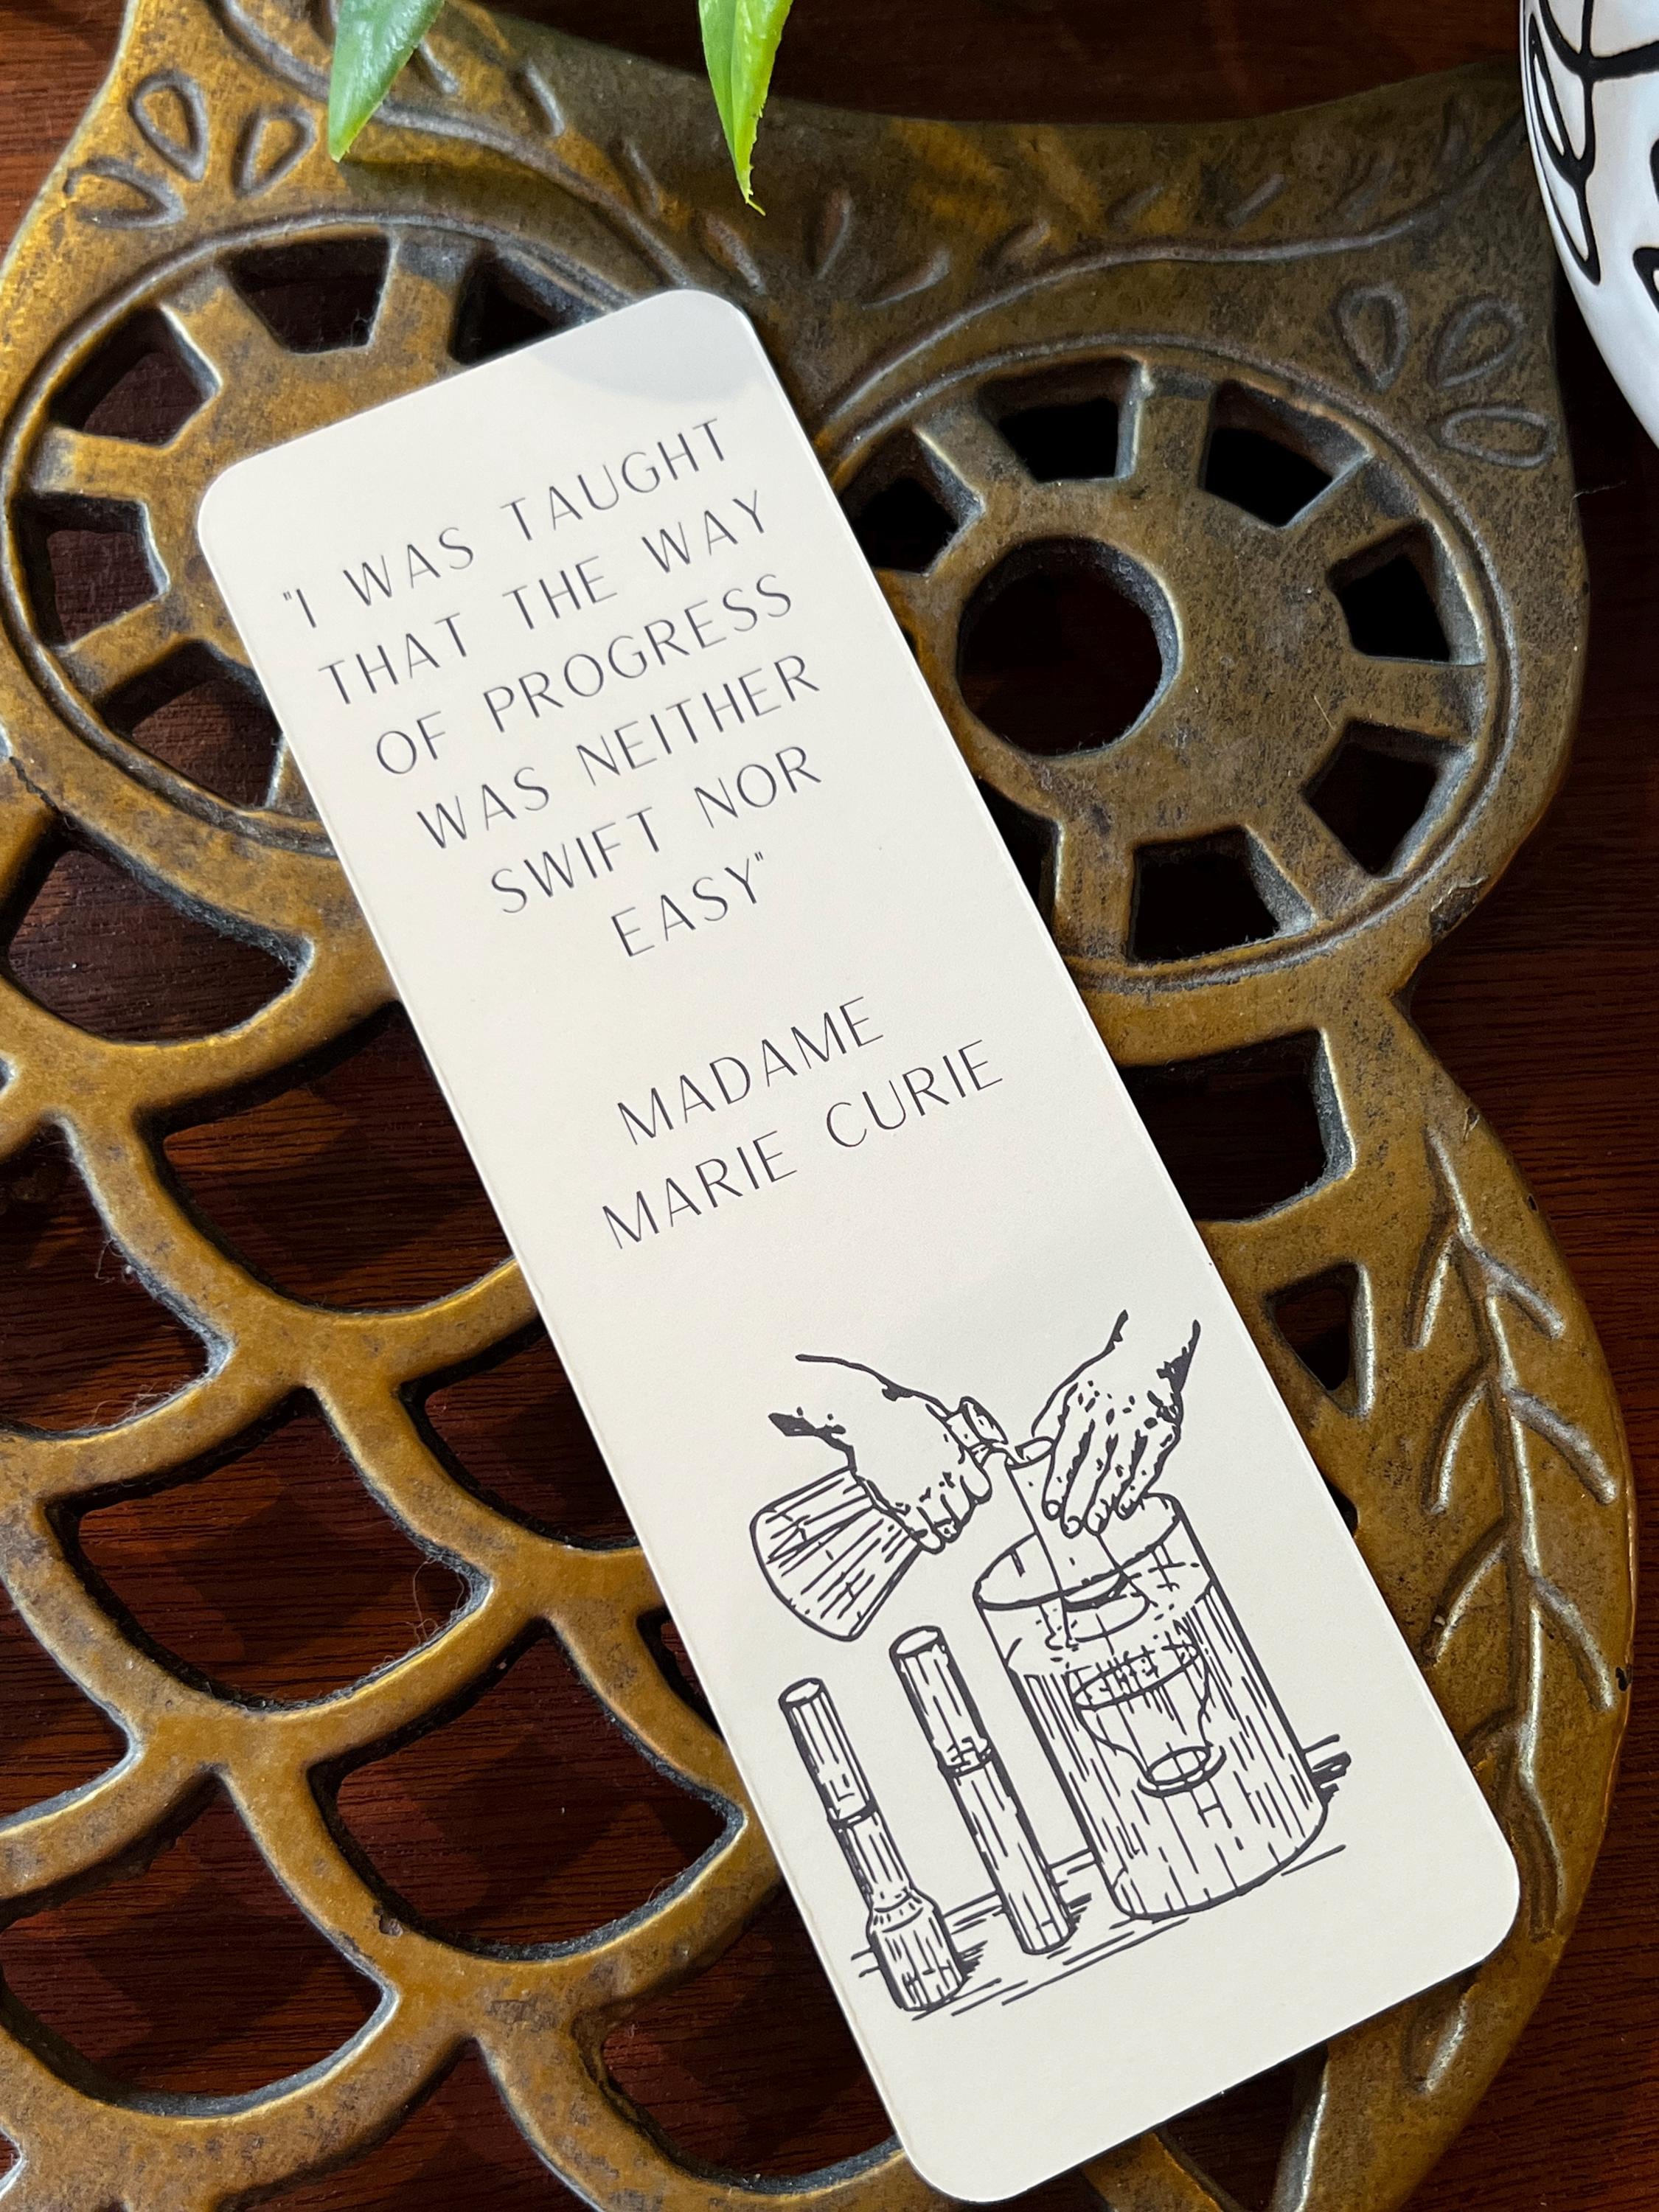 "I WAS TAUGHT
THAT THE WAY
OF PROGRESS
WAS NEITHER
SWIFT NOR
EASY"
MADAME
MARIE CURIE